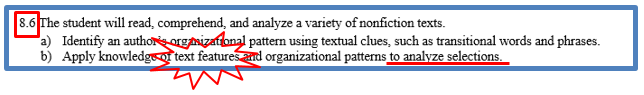 8.6 The student will read, comprehend, and analyze a variety of nonfiction texts.
a) Identify an author's organizational pattern using textual clues, such as transitional words and phrases.
b) Apply knowledge of text features and organizational patterns to analyze selections.